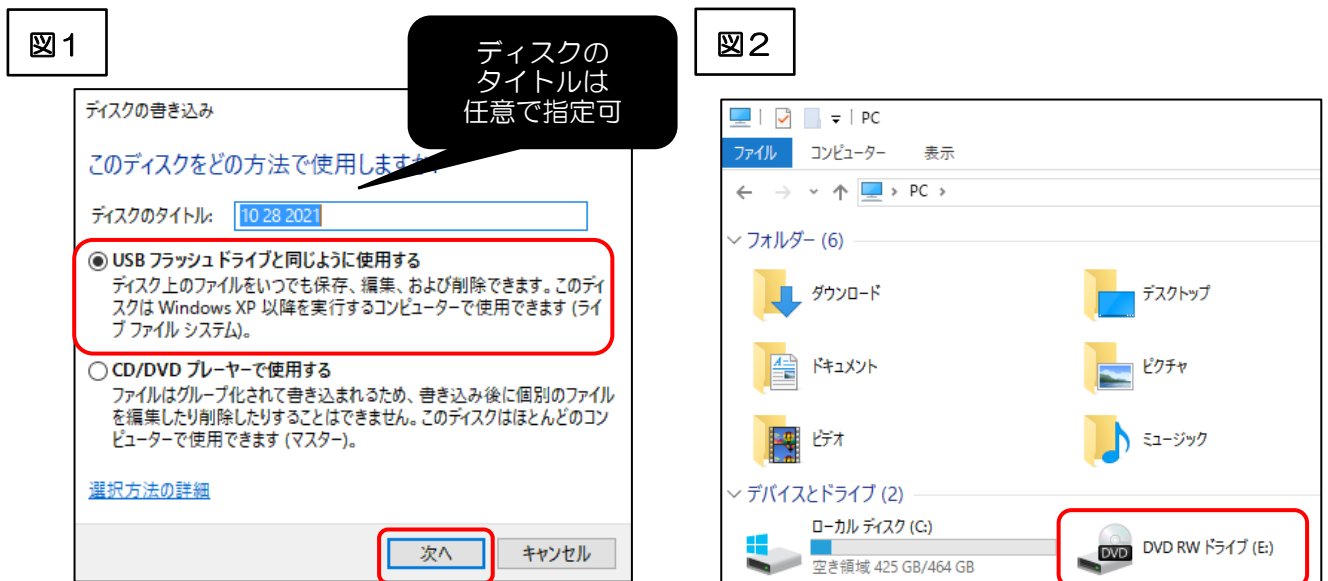 図1
ディスクの
タイトルは
任意で指定可
ディスクの書き込み
このディスクをどの方法で使用しますか
ディスクのタイトル:
10 28 2021
USB フラッシュ ドライブと同じように使用する
ディスク上のファイルをいつでも保存、編集、および削除できます。このディ
スクは Windows XP 以降を実行するコンピューターで使用できます (ライ
ブ ファイル システム)。
CD/DVD プレーヤーで使用する
ファイルはグループ化されて書き込まれるため、書き込み後に個別のファイル
を編集したり削除したりすることはできません。このディスクはほとんどのコン
ピューターで使用できます (マスター)。
選択方法の詳細
次へ
キャンセル
図2
PC
ファイル
コンピューター
表示
PC
フォルダー (6)
ダウンロード
デスクトップ
ドキュメント
ピクチャ
ビデオ
ミュージック
デバイスとドライブ (2)
ローカル ディスク (C:)
空き領域 425 GB/464 GB
DVD
DVD RW ドライブ (E:)